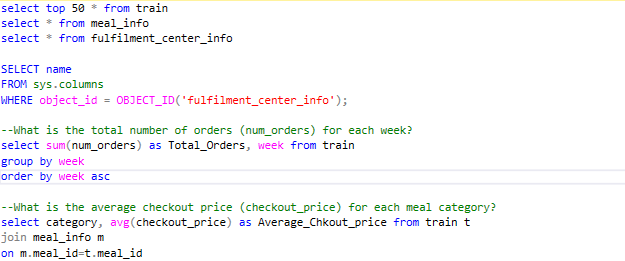 select top 50 * from train
select * from meal_info
select * from fulfilment_center_info
SELECT name
FROM sys.columns
WHERE object_id = OBJECT_ID('fulfilment_center_info');
--What is the total number of orders (num_orders) for each week?
select sum(num_orders) as Total_Orders, week from train
group by week
order by week asc
--What is the average checkout price (checkout_price) for each meal category?
select category, avg(checkout_price) as Average_Chkout_price from train t
join meal_info m
on m.meal_id=t.meal_id